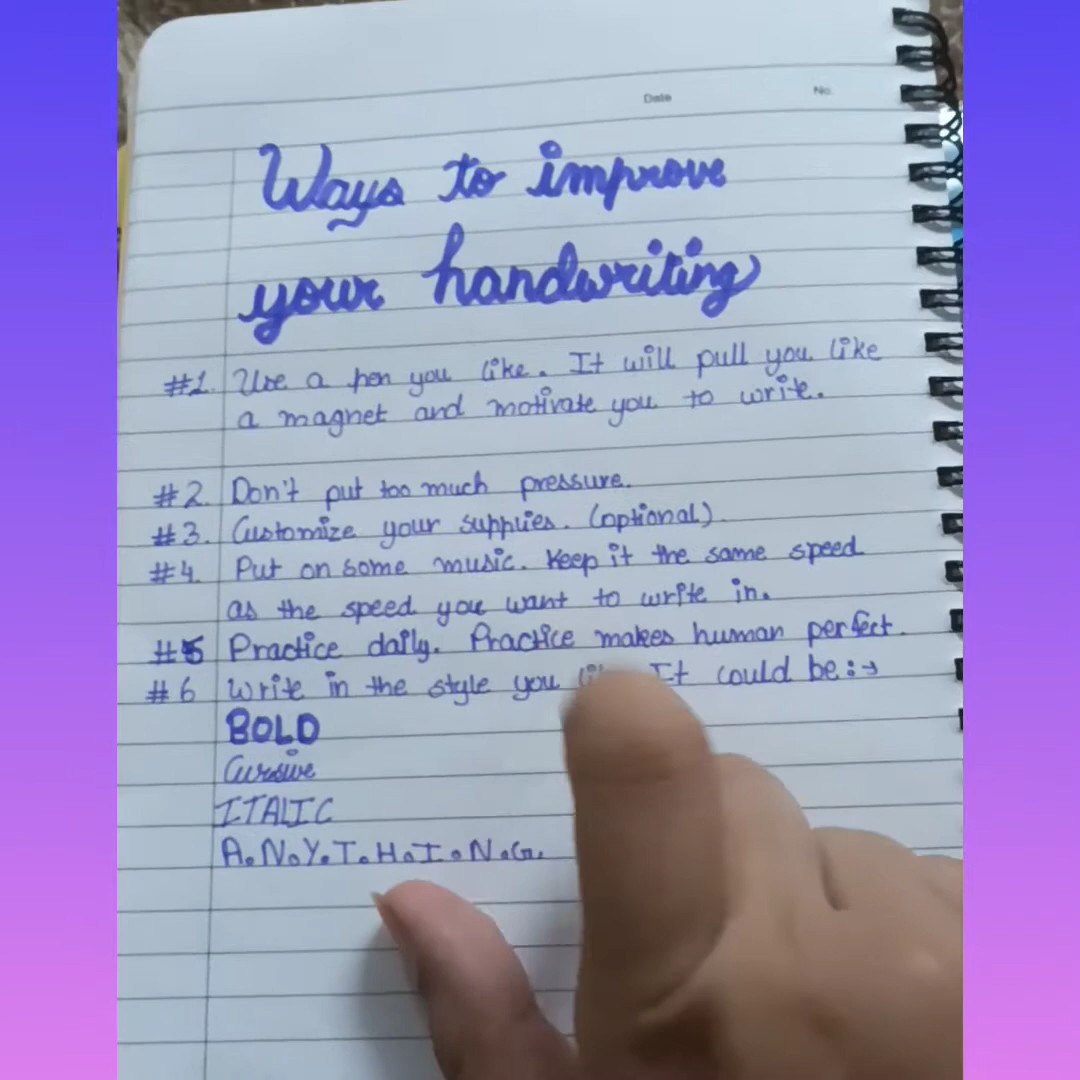 Date No.
Ways to improve
your handwriting
#1. Use a pen you like. It will pull you like
a magnet and motivate you to write.
#2. Don't put too much pressure.
#3. Customize your supplies. (optional)
#4. Put on some music. Keep it the same speed
as the speed you want to write in.
#5 Practice daily. Practice makes human perfect.
#6 Write in the style you It could be:→
BOLD
Cursive
ITALIC
A.N.Y.T.H.I.N.G.